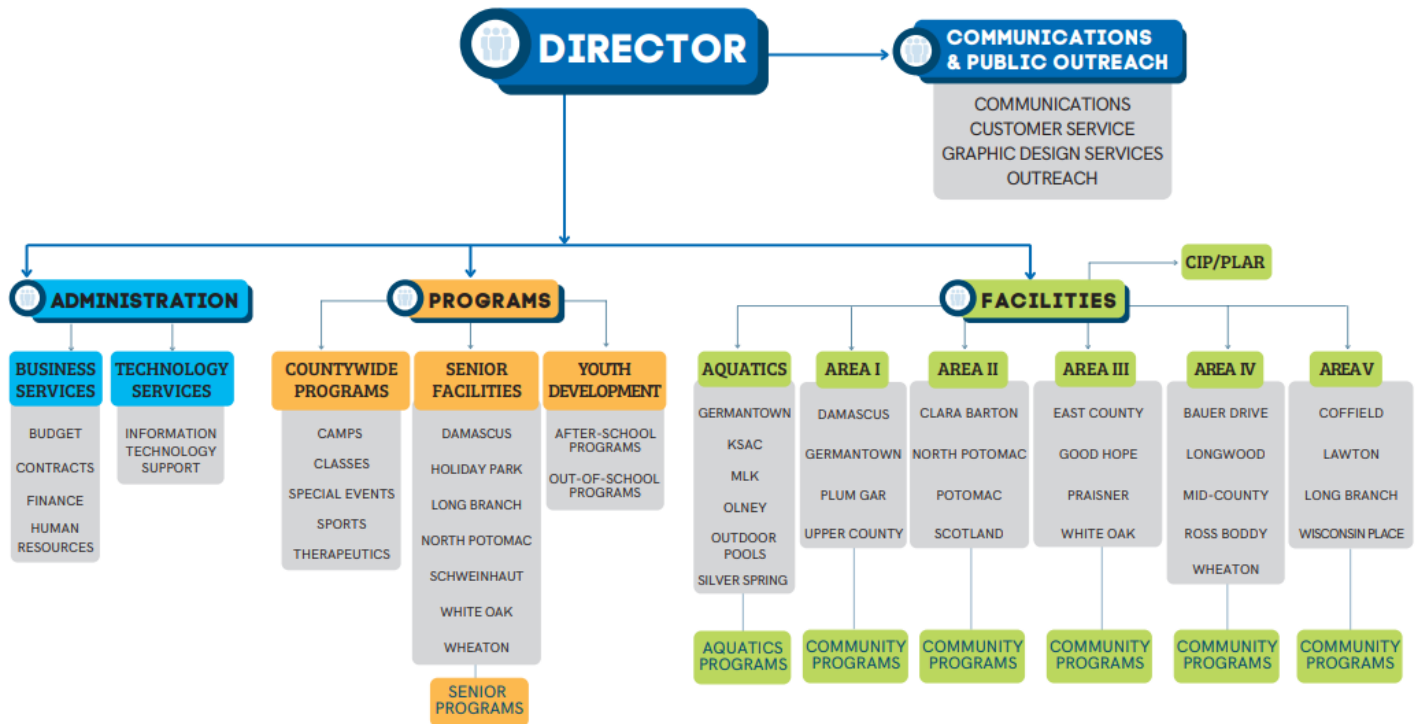 DIRECTOR
COMMUNICATIONS
& PUBLIC OUTREACH
COMMUNICATIONS
CUSTOMER SERVICE
GRAPHIC DESIGN SERVICES
OUTREACH
CIP/PLAR
ADMINISTRATION
PROGRAMS
FACILITIES
BUSINESS
SERVICES
BUDGET
CONTRACTS
FINANCE
HUMAN
RESOURCES
TECHNOLOGY
SERVICES
INFORMATION
TECHNOLOGY
SUPPORT
COUNTYWIDE
PROGRAMS
CAMPS
CLASSES
SPECIAL EVENTS
SPORTS
THERAPEUTICS
SENIOR
FACILITIES
DAMASCUS
HOLIDAY PARK
LONG BRANCH
NORTH POTOMAC
SCHWEINHAUT
WHITE OAK
WHEATON
SENIOR
PROGRAMS
YOUTH
DEVELOPMENT
AFTER-SCHOOL
PROGRAMS
OUT-OF-SCHOOL
PROGRAMS
AQUATICS
GERMANTOWN
KSAC
MLK
OLNEY
OUTDOOR
POOLS
SILVER SPRING
AQUATICS
PROGRAMS
AREA I
DAMASCUS
GERMANTOWN
PLUM GAR
UPPER COUNTY
COMMUNITY
PROGRAMS
AREA II
CLARA BARTON
NORTH POTOMAC
POTOMAC
SCOTLAND
COMMUNITY
PROGRAMS
AREA III
EAST COUNTY
GOOD HOPE
PRAISNER
WHITE OAK
COMMUNITY
PROGRAMS
AREA IV
BAUER DRIVE
LONGWOOD
MID-COUNTY
ROSS BODDY
WHEATON
COMMUNITY
PROGRAMS
AREA V
COFFIELD
LAWTON
LONG BRANCH
WISCONSIN PLACE
COMMUNITY
PROGRAMS